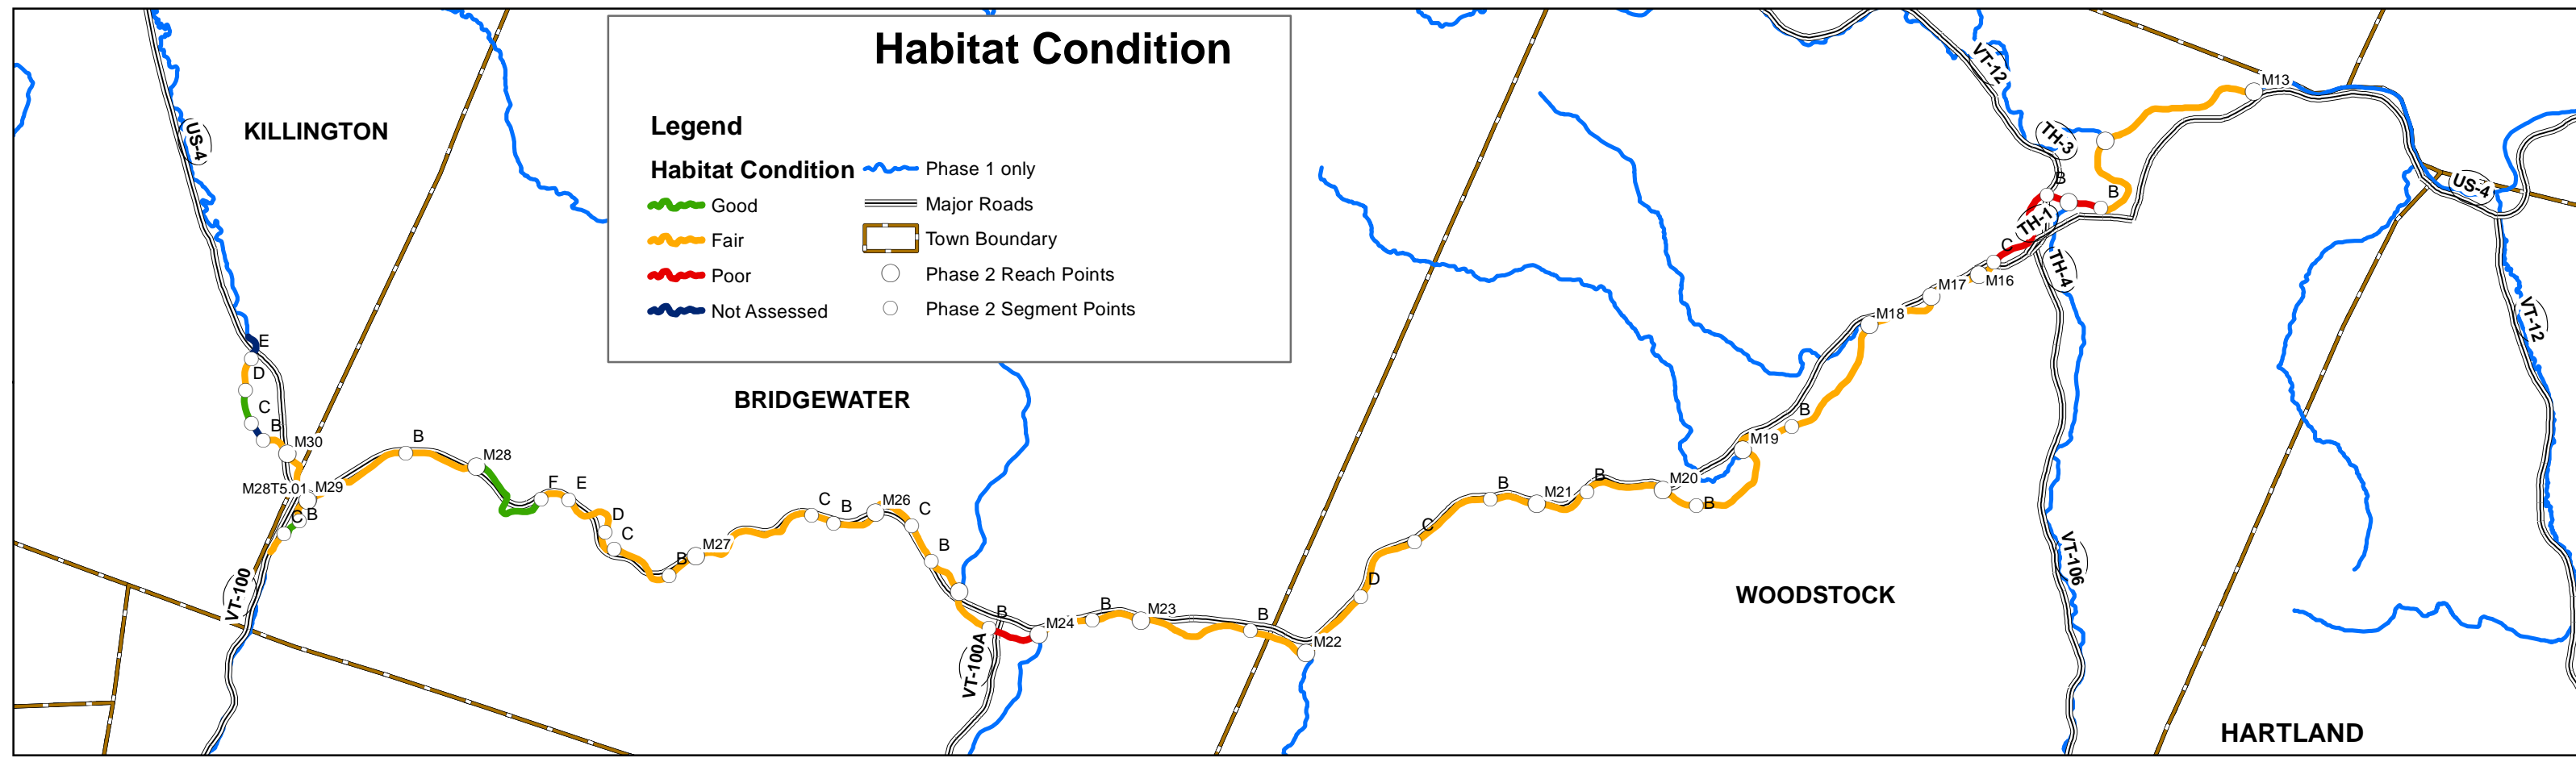 Habitat Condition
Legend
Habitat Condition
Good
Fair
Poor
Not Assessed
Phase 1 only
Major Roads
Town Boundary
Phase 2 Reach Points
Phase 2 Segment Points
KILLINGTON
US-4
E
D
C
B
M30
M28T5.01
M29
B
C
VT-100
B
M28
F
E
D
C
B
M27
C
B
M26
C
B
BRIDGEWATER
B
VT-100A
M24
B
M23
B
M22
D
C
B
M21
B
M20
B
M19
B
M18
M17
M16
C
TH-1
B
B
TH-3
VT-12
M13
TH-4
VT-106
WOODSTOCK
US-4
VT-12
HARTLAND